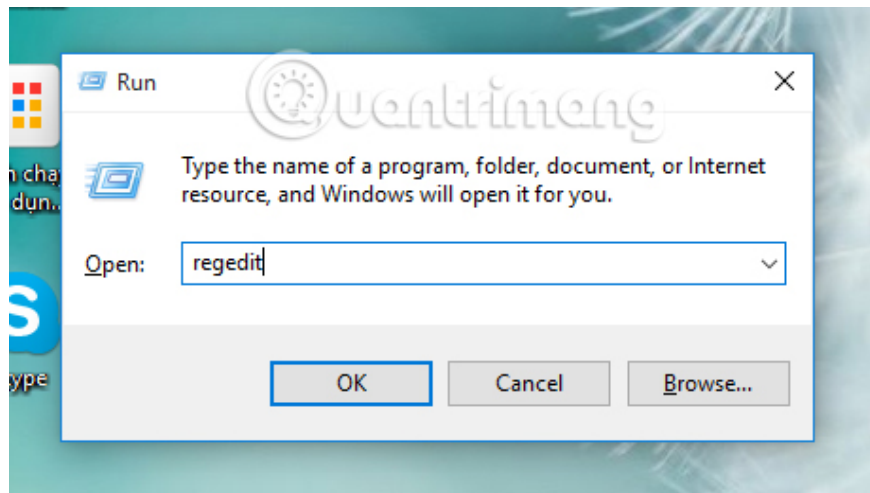 Run
Quantrimang
Type the name of a program, folder, document, or Internet
resource, and Windows will open it for you.
Open:
regedit
OK
Cancel
Browse...